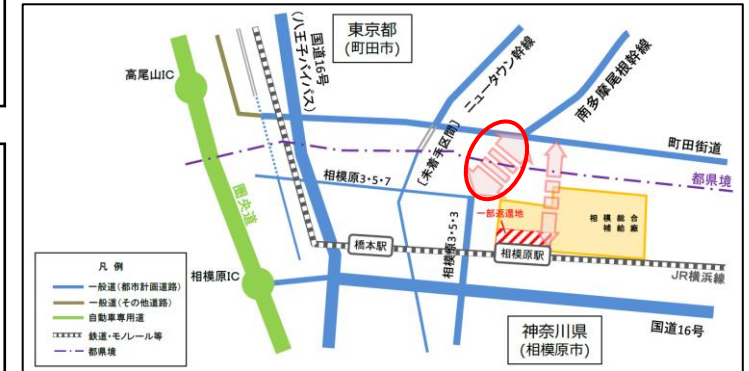 東京都
(町田市)
国道16号
(八王子バイパス)
高尾山IC
ニュータウン幹線
南多摩尾根幹線
[未着手区間]
町田街道
都県境
相模原3・5・7
圏央道
一部返還地
相模総合
補給廠
相模原3・5・3
橋本駅
相模原駅
JR横浜線
相模原IC
国道16号
神奈川県
(相模原市)
凡例
一般道(都市計画道路)
一般道(その他道路)
自動車専用道
鉄道・モノレール等
都県境